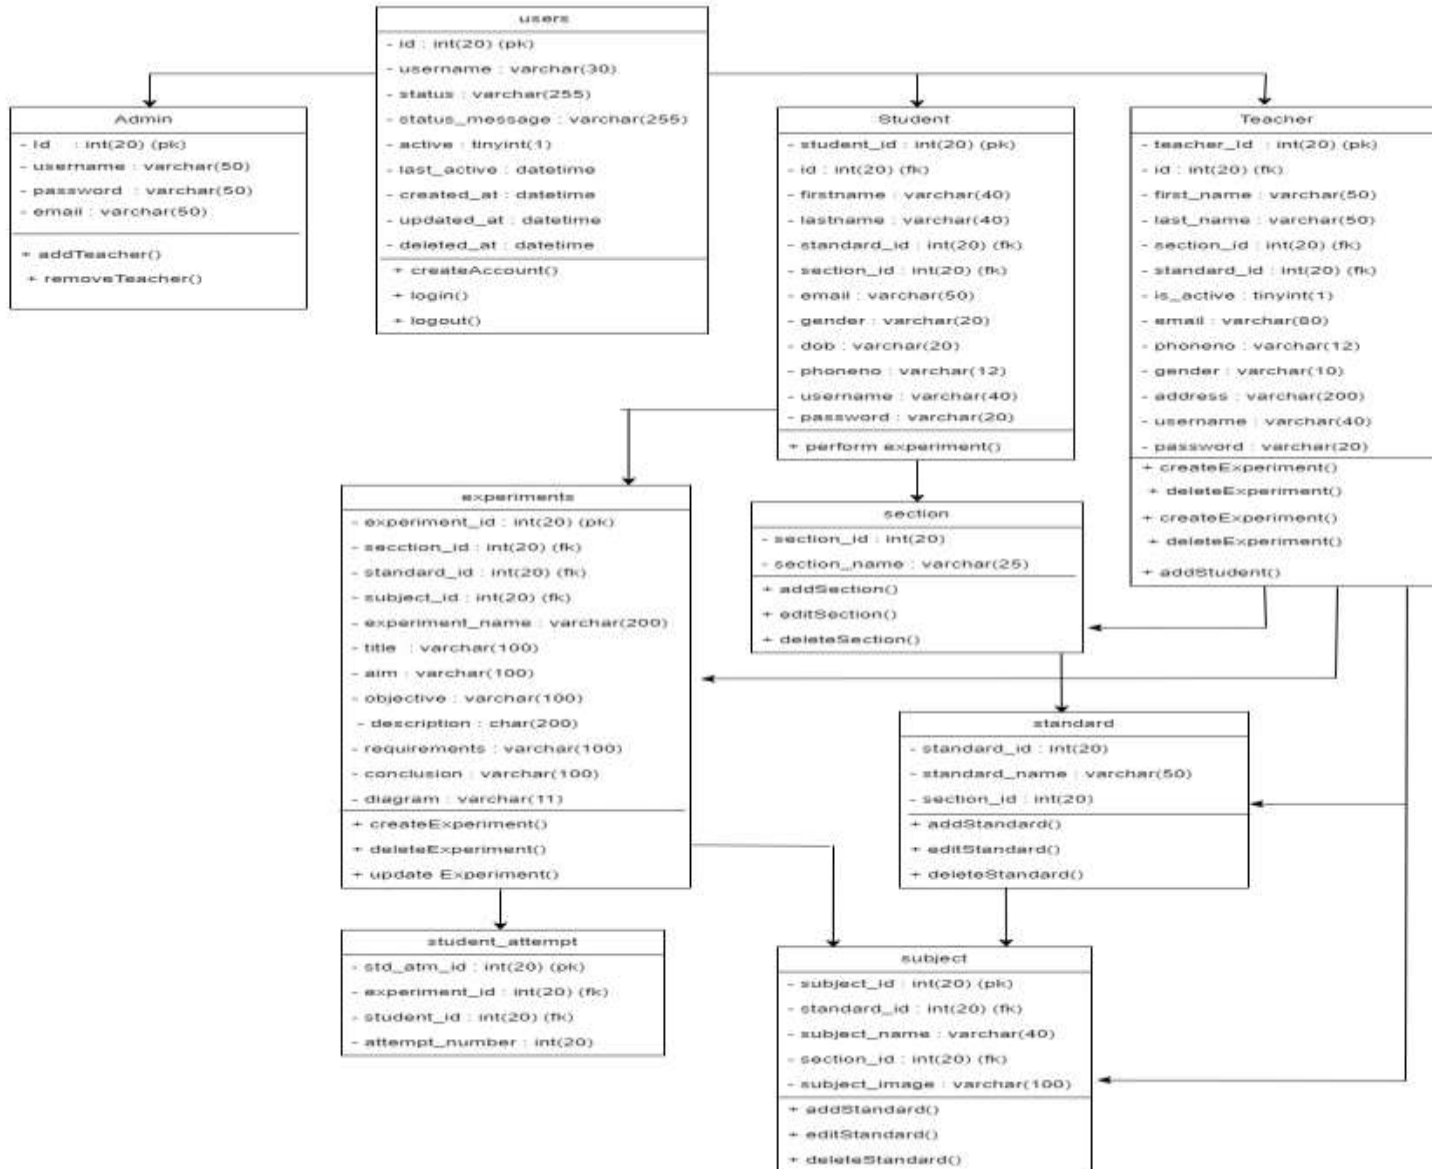 users
- id : int(20) (pk)
- username : varchar(30)
- status : varchar(255)
- status_message : varchar(255)
- active : tinyint(1)
- last_active : datetime
- created_at : datetime
- updated_at : datetime
- deleted_at : datetime
+ createAccount()
+ login()
+ logout()
Admin
- Id : int(20) (pk)
- username : varchar(50)
- password : varchar(50)
- email : varchar(50)
+ addTeacher()
+ removeTeacher()
Student
- student_id : int(20) (pk)
- id : int(20) (fk)
- firstname : varchar(40)
- lastname : varchar(40)
- standard_id : int(20) (fk)
- section_id : int(20) (fk)
- email : varchar(50)
- gender : varchar(20)
- dob : varchar(20)
- phoneno : varchar(12)
- username : varchar(40)
- password : varchar(20)
+ perform experiment()
Teacher
- teacher_Id : int(20) (pk)
- id : int(20) (fk)
- first_name : varchar(50)
- last_name : varchar(50)
- section_id : int(20) (fk)
- standard_id : int(20) (fk)
- is_active : tinyint(1)
- email : varchar(80)
- phoneno : varchar(12)
- gender : varchar(10)
- address : varchar(200)
- username : varchar(40)
- password : varchar(20)
+ createExperiment()
+ deleteExperiment()
+ createExperiment()
+ deleteExperiment()
+ addStudent()
experiments
- experiment_id : int(20) (pk)
- secction_id : int(20) (fk)
- standard_id : int(20) (fk)
- subject_id : int(20) (fk)
- experiment_name : varchar(200)
- title : varchar(100)
- aim : varchar(100)
- objective : varchar(100)
- description : char(200)
- requirements : varchar(100)
- conclusion : varchar(100)
- diagram : varchar(11)
+ createExperiment()
+ deleteExperiment()
+ update Experiment()
section
- section_id : int(20)
- section_name : varchar(25)
+ addSection()
+ editSection()
+ deleteSection()
standard
- standard_id : int(20)
- standard_name : varchar(50)
- section_id : int(20)
+ addStandard()
+ editStandard()
+ deleteStandard()
student_attempt
- std_atm_id : int(20) (pk)
- experiment_id : int(20) (fk)
- student_id : int(20) (fk)
- attempt_number : int(20)
subject
- subject_id : int(20) (pk)
- standard_id : int(20) (fk)
- subject_name : varchar(40)
- section_id : int(20) (fk)
- subject_image : varchar(100)
+ addStandard()
+ editStandard()
+ deleteStandard()